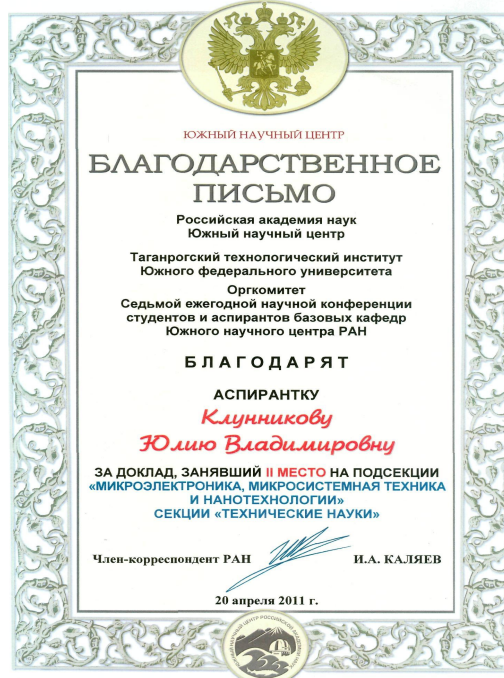 ЮЖНЫЙ НАУЧНЫЙ ЦЕНТР
БЛАГОДАРСТВЕННОЕ
ПИСЬМО
Российская академия наук
Южный научный центр
Таганрогский технологический институт
Южного федерального университета
Оргкомитет
Седьмой ежегодной научной конференции
студентов и аспирантов базовых кафедр
Южного научного центра РАН
БЛАГОДАРЯТ
АСПИРАНТКУ
Клунникову
Юлию Владимировну
ЗА ДОКЛАД, ЗАНЯВШИЙ II МЕСТО НА ПОДСЕКЦИИ
«МИКРОЭЛЕКТРОНИКА, МИКРОСИСТЕМНАЯ ТЕХНИКА
И НАНОТЕХНОЛОГИИ»
СЕКЦИИ «ТЕХНИЧЕСКИЕ НАУКИ»
Член-корреспондент РАН И.А. КАЛЯЕВ
20 апреля 2011 г.